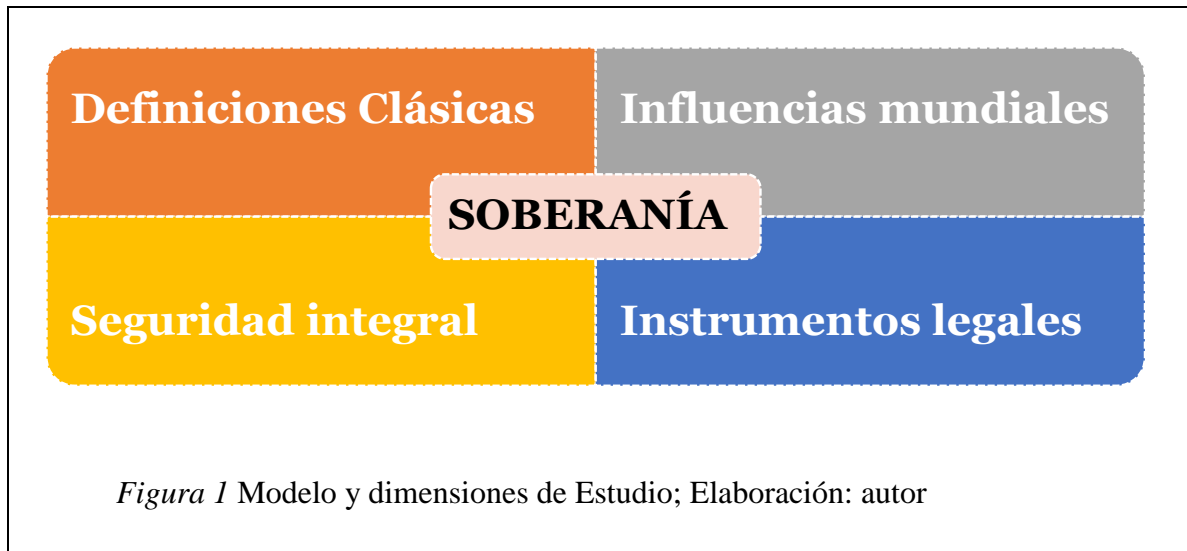 Definiciones Clásicas
Influencias mundiales
SOBERANÍA
Seguridad integral
Instrumentos legales
Figura 1 Modelo y dimensiones de Estudio; Elaboración: autor